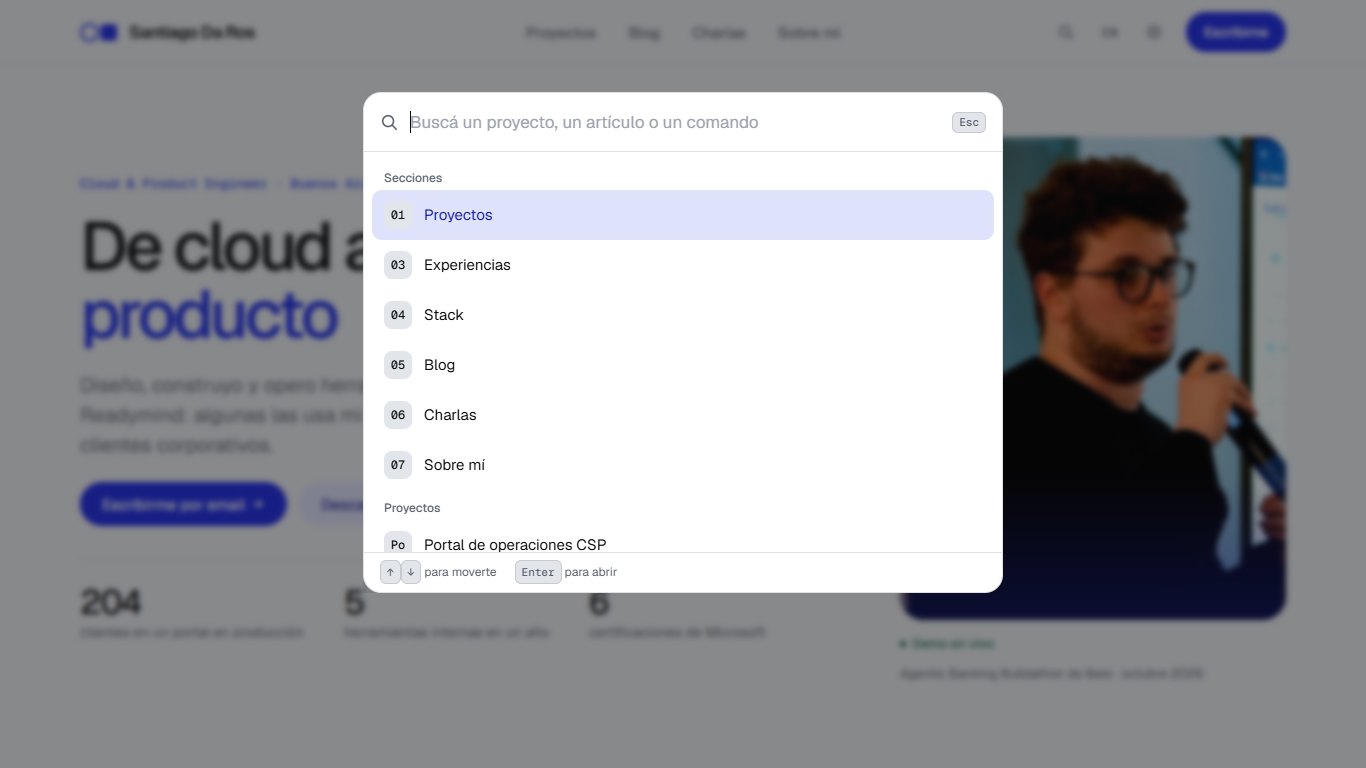 Santiago Da Ros
Proyectos
Blog
Charlas
Sobre mí
EN
Escribime
Buscá un proyecto, un artículo o un comando
Esc
Secciones
01 Proyectos
03 Experiencias
04 Stack
05 Blog
06 Charlas
07 Sobre mí
Proyectos
Po Portal de operaciones CSP
↑ ↓ para moverte Enter para abrir
Cloud & Product Engineer · Buenos Ai
De cloud a
producto
Diseño, construyo y opero herra
Readymind: algunas las usa mi
clientes corporativos.
Escribirme por email
Desca
204
clientes en un portal en producción
5
herramientas internas en un año
6
certificaciones de Microsoft
Demo en vivo